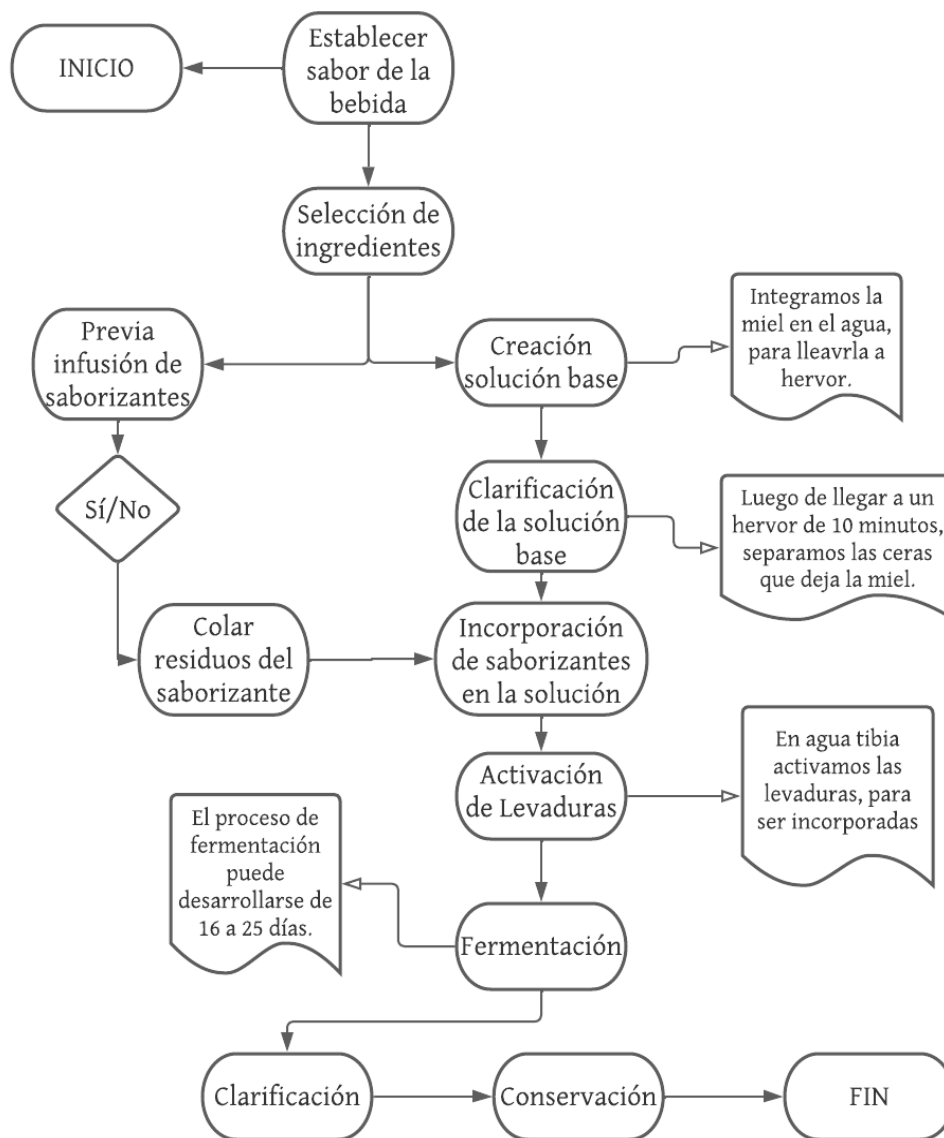 INICIO
Establecer
sabor de la
bebida
Selección de
ingredientes
Previa
infusión de
saborizantes
Creación
solución base
Integramos la
miel en el agua,
para lleavrla a
hervor.
Sí/No
Clarificación
de la solución
base
Luego de llegar a un
hervor de 10 minutos,
separamos las ceras
que deja la miel.
Colar
residuos del
saborizante
Incorporación
de saborizantes
en la solución
Activación
de Levaduras
En agua tibia
activamos las
levaduras, para
ser incorporadas
El proceso de
fermentación
puede
desarrollarse de
16 a 25 días.
Fermentación
Clarificación
Conservación
FIN